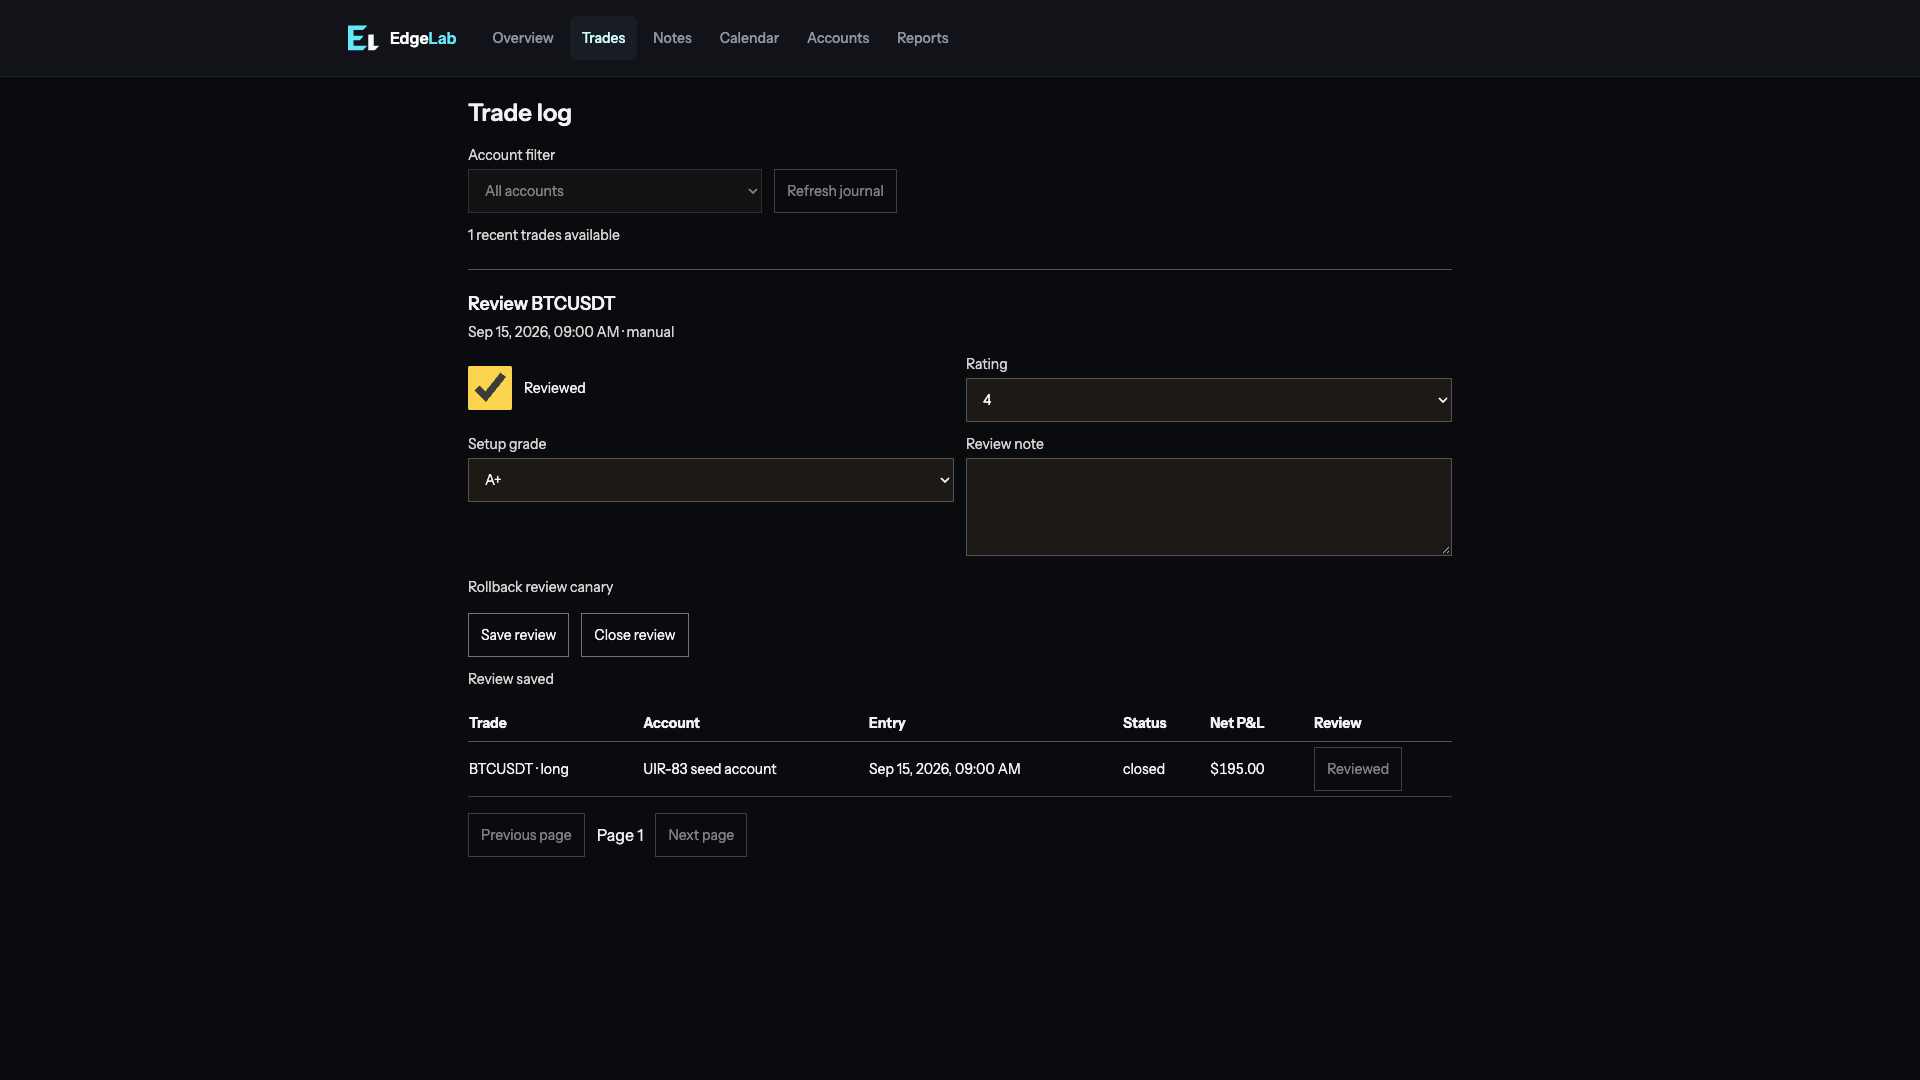 EdgeLab
Overview
Trades
Notes
Calendar
Accounts
Reports
Trade log
Account filter
All accounts
Refresh journal
1 recent trades available
Review BTCUSDT
Sep 15, 2026, 09:00 AM · manual
Reviewed
Rating
4
Setup grade
A+
Review note
Rollback review canary
Save review
Close review
Review saved
Trade Account Entry Status Net P&L Review
BTCUSDT · long UIR-83 seed account Sep 15, 2026, 09:00 AM closed $195.00 Reviewed
Previous page Page 1 Next page